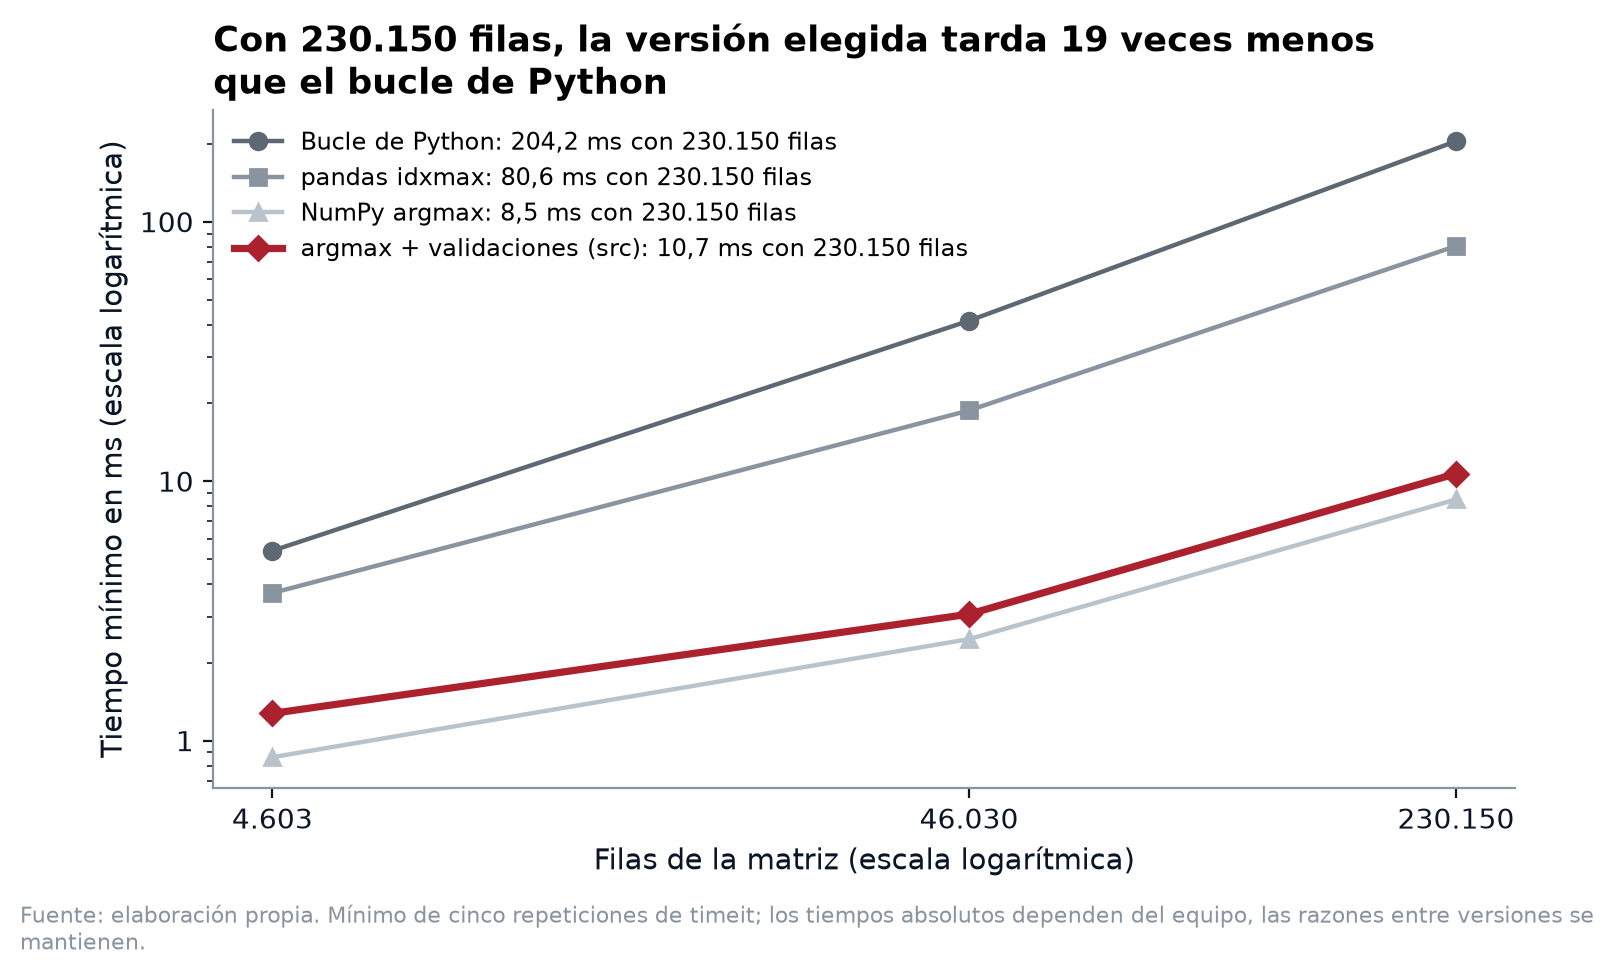 Con 230.150 filas, la versión elegida tarda 19 veces menos
que el bucle de Python
Bucle de Python: 204,2 ms con 230.150 filas
pandas idxmax: 80,6 ms con 230.150 filas
NumPy argmax: 8,5 ms con 230.150 filas
argmax + validaciones (src): 10,7 ms con 230.150 filas
Tiempo mínimo en ms (escala logarítmica)
100
10
1
4.603
46.030
230.150
Filas de la matriz (escala logarítmica)
Fuente: elaboración propia. Mínimo de cinco repeticiones de timeit; los tiempos absolutos dependen del equipo, las razones entre versiones se
mantienen.